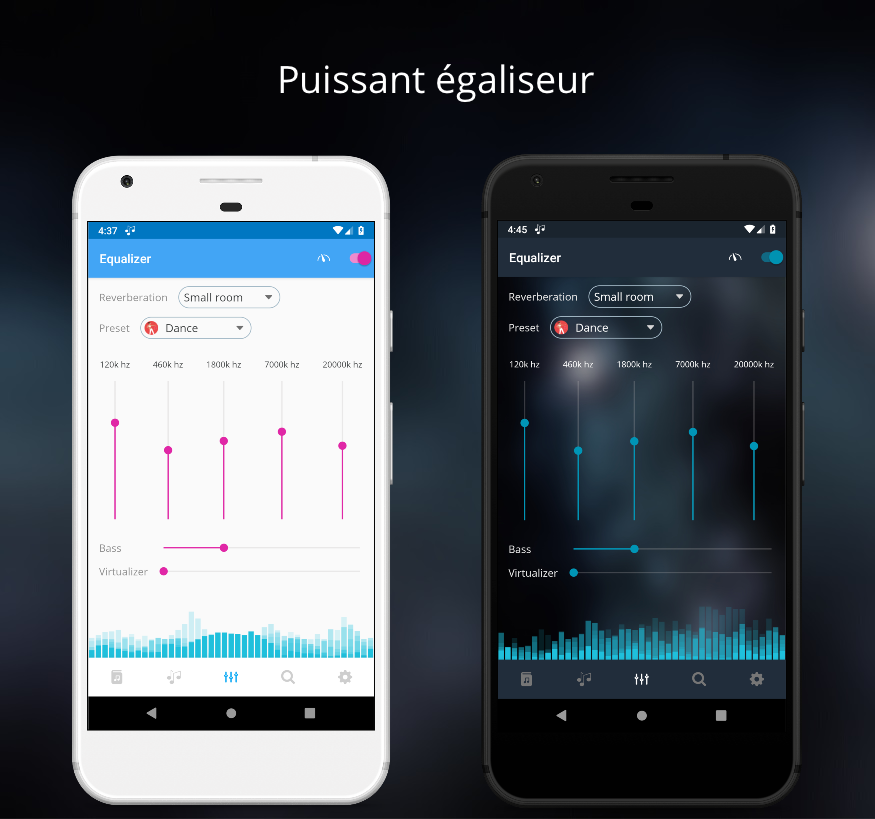 Puissant égaliseur
4:37
Equalizer
Reverberation Small room
Preset Dance
120k hz 460k hz 1800k hz 7000k hz 20000k hz
Bass
Virtualizer
4:45
Equalizer
Reverberation Small room
Preset Dance
120k hz 460k hz 1800k hz 7000k hz 20000k hz
Bass
Virtualizer